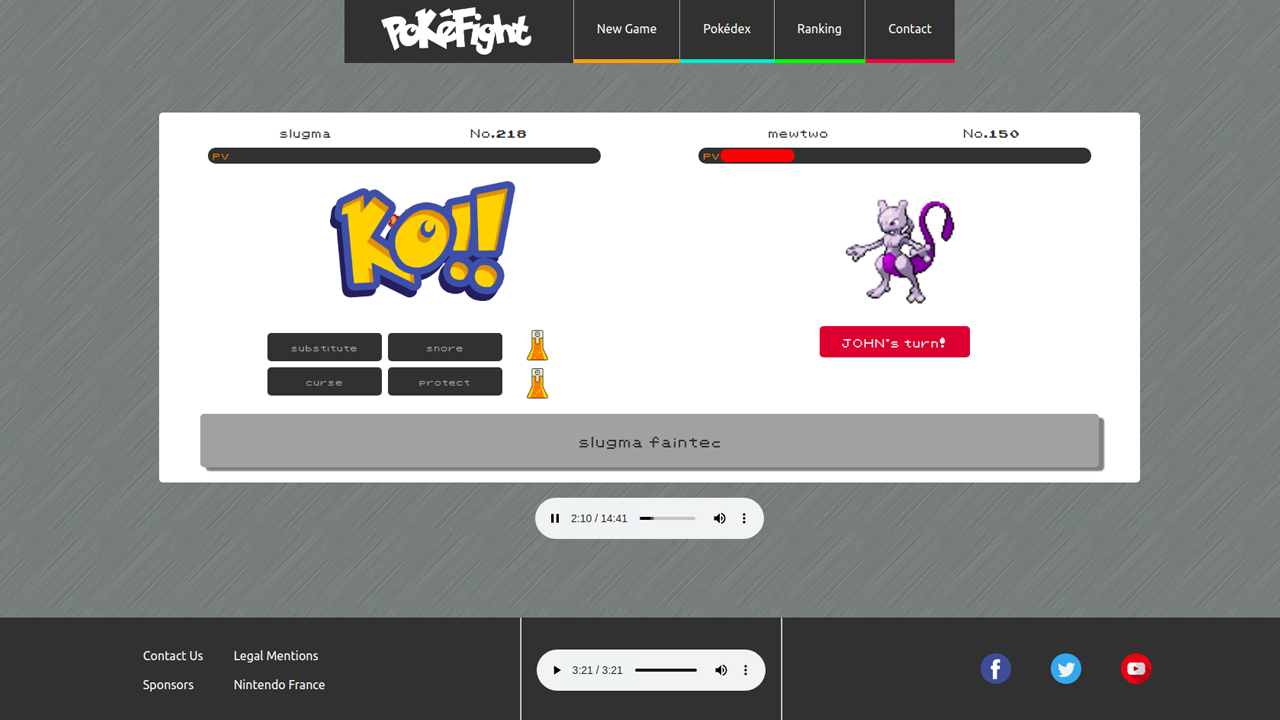 PoKéFight
New Game
Pokédex
Ranking
Contact
slugma No.218
PV
mewtwo No.150
PV
KO!!
substitute snore
curse protect
JOHN's turn!
slugma faintec
2:10 / 14:41
Contact Us Legal Mentions
Sponsors Nintendo France
3:21 / 3:21